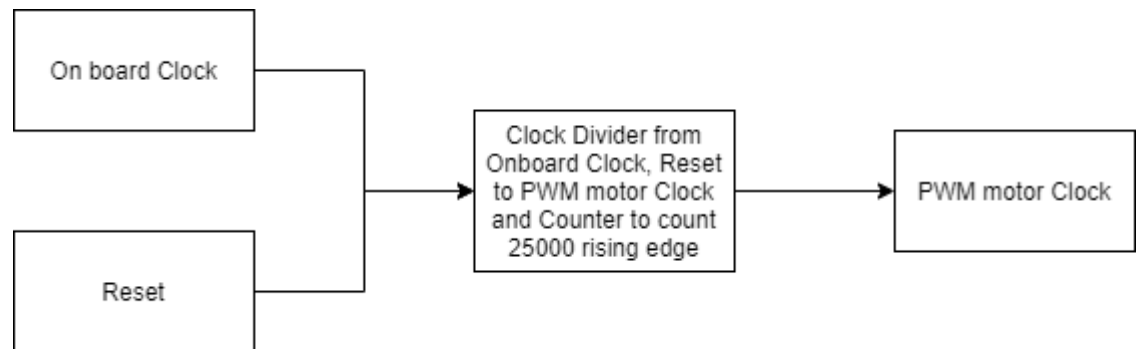 On board Clock
Reset
Clock Divider from
Onboard Clock, Reset
to PWM motor Clock
and Counter to count
25000 rising edge
PWM motor Clock